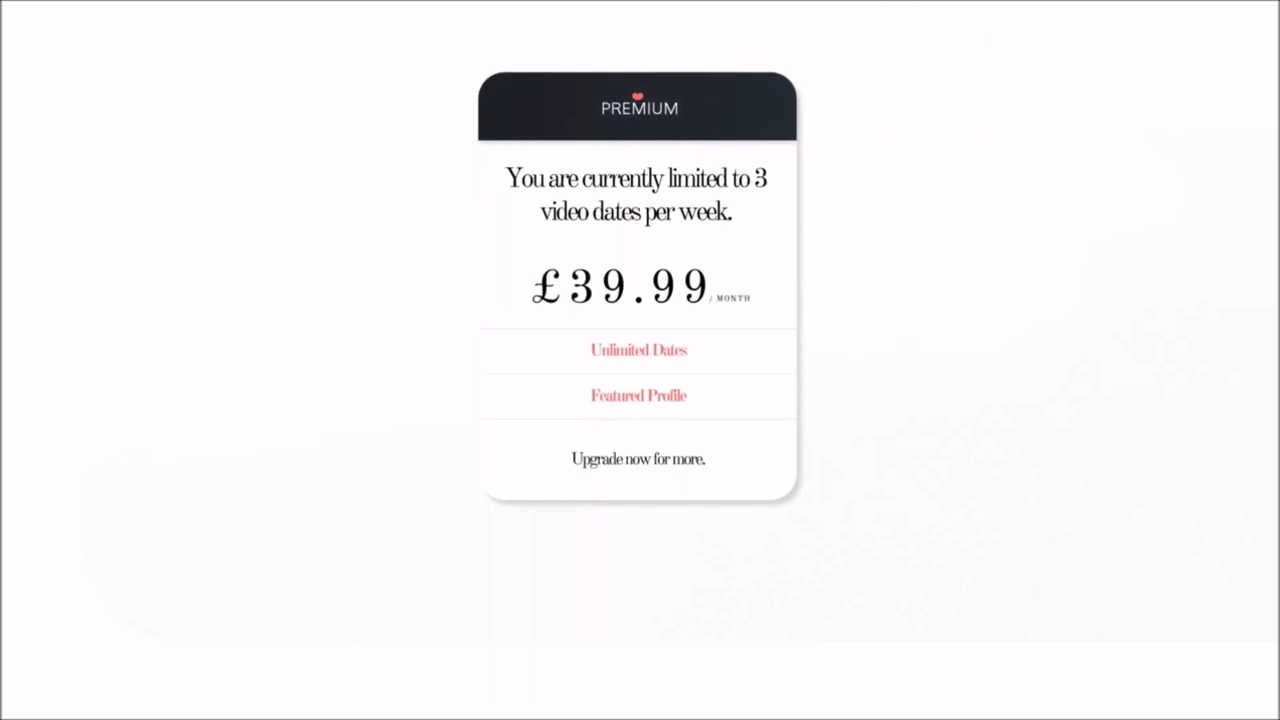 PREMIUM
You are currently limited to 3
video dates per week.
£39.99/ MONTH
Unlimited Dates
Featured Profile
Upgrade now for more.